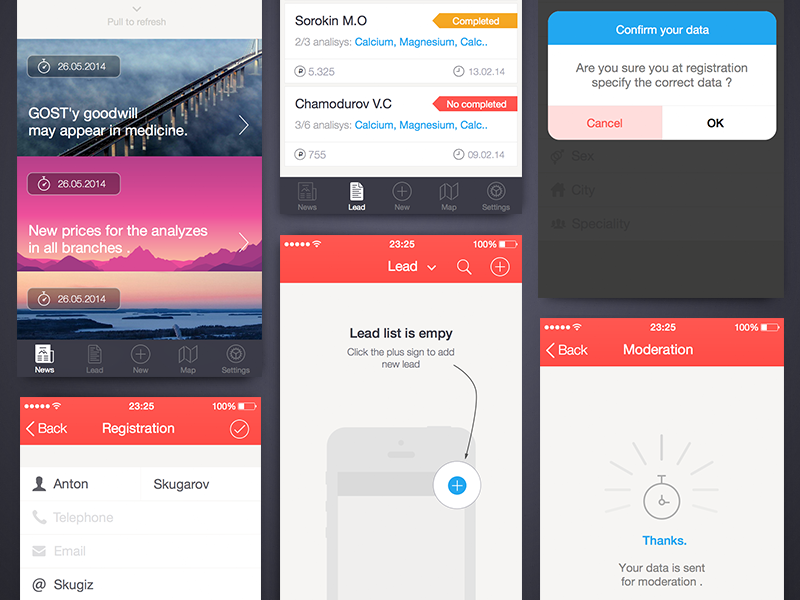 Pull to refresh
26.05.2014
GOST'y goodwill
may appear in medicine.
26.05.2014
New prices for the analyzes
in all branches .
26.05.2014
News
Lead
New
Map
Settings
23:25
100%
Back
Registration
Anton
Skugarov
Telephone
Email
@ Skugiz
Sorokin M.O
Completed
2/3 analisys: Calcium, Magnesium, Calc..
5.325
13.02.14
Chamodurov V.C
No completed
3/6 analisys: Calcium, Magnesium, Calc..
755
09.02.14
News
Lead
New
Map
Settings
23:25
100%
Lead
Lead list is empy
Click the plus sign to add
new lead
Confirm your data
Are you sure you at registration
specify the correct data ?
Cancel
OK
Sex
City
Speciality
23:25
100%
Back
Moderation
Thanks.
Your data is sent
for moderation .